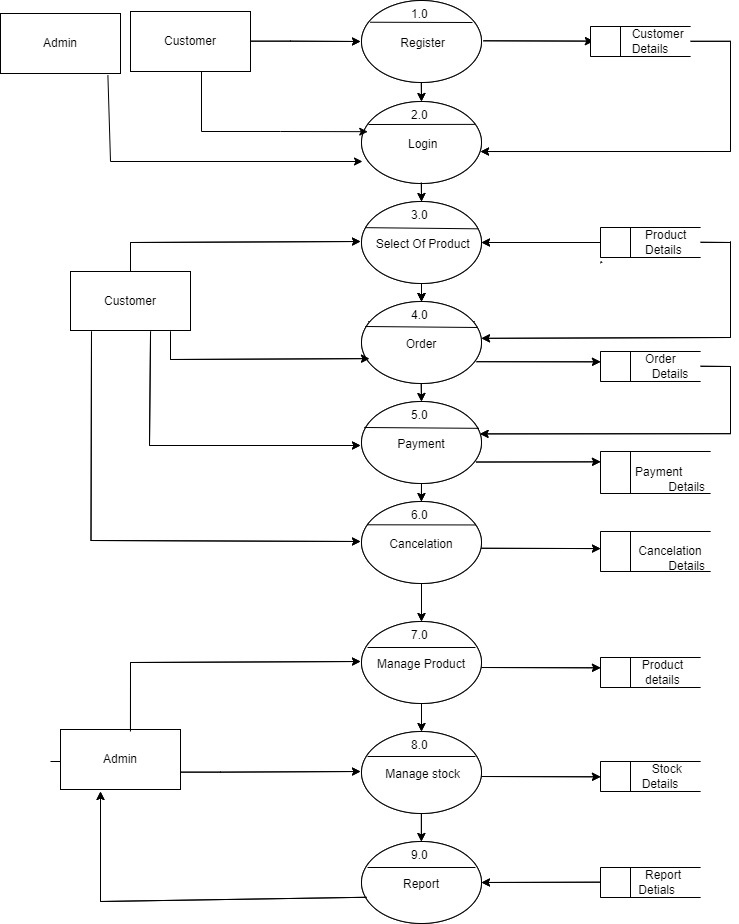 Admin
Customer
1.0
Register
Customer
Details
2.0
Login
3.0
Select Of Product
Product
Details
Customer
4.0
Order
Order
Details
5.0
Payment
Payment
Details
6.0
Cancelation
Cancelation
Details
7.0
Manage Product
Product
details
Admin
8.0
Manage stock
Stock
Details
9.0
Report
Report
Detials